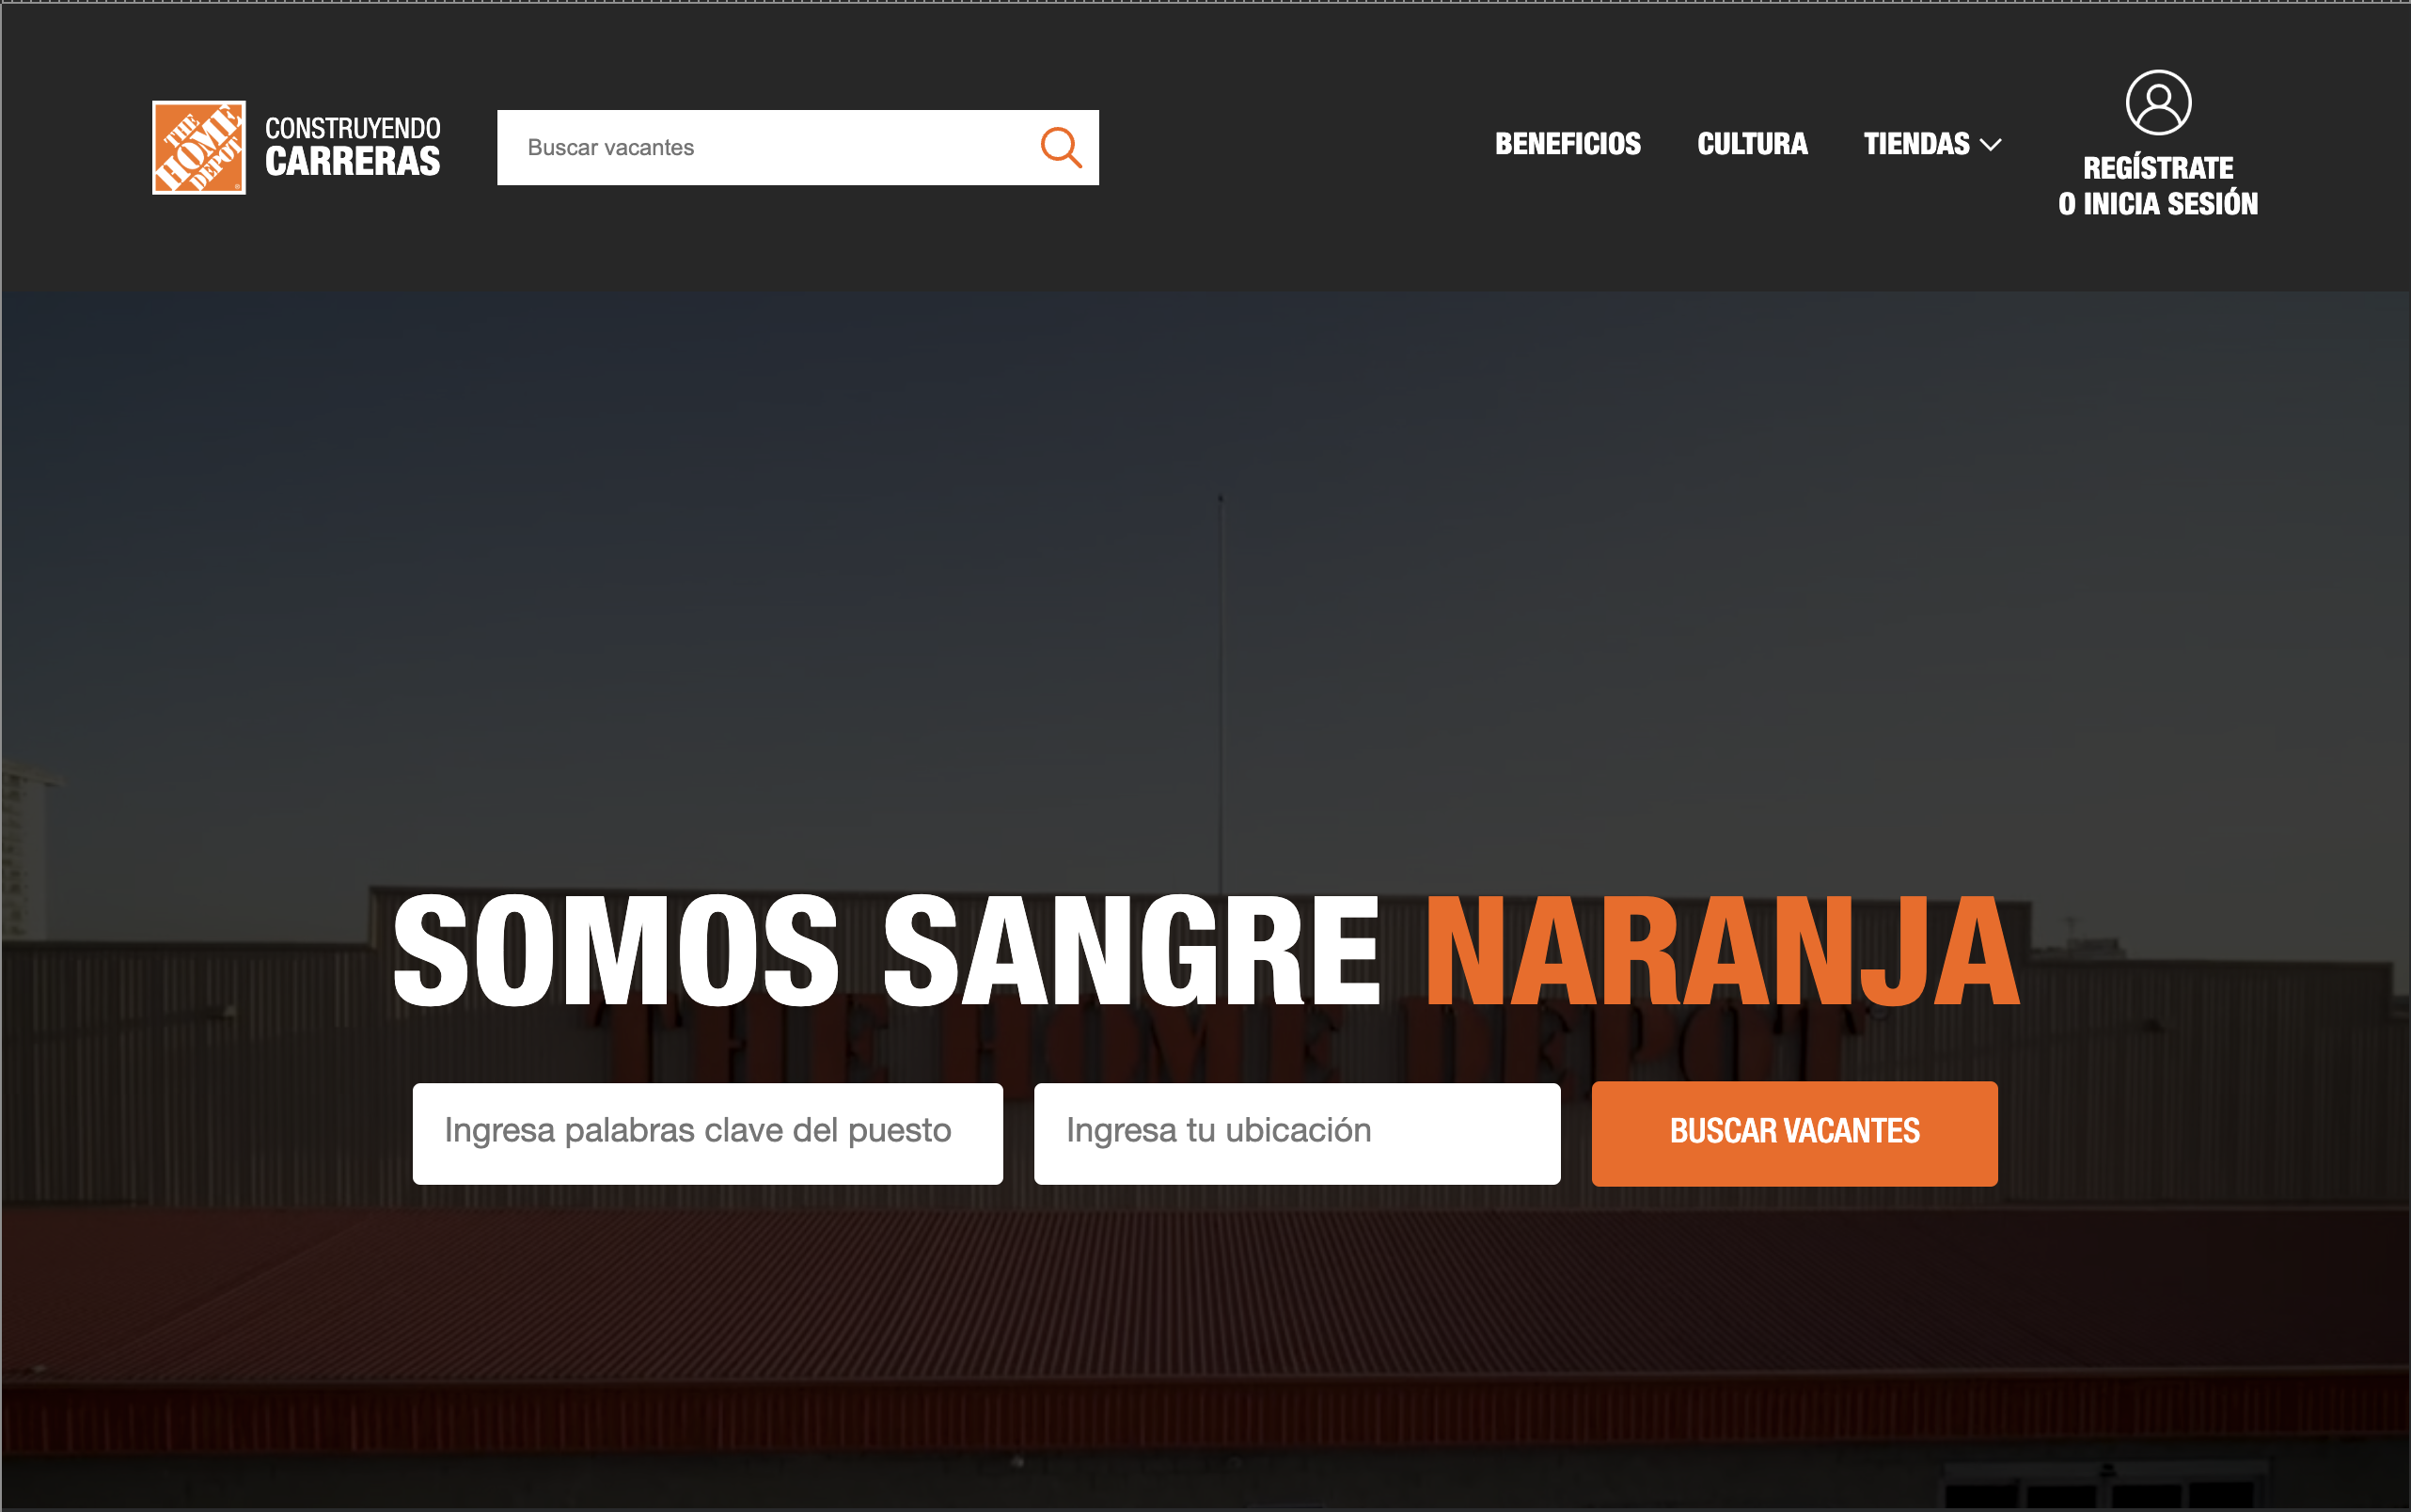 THE
HOME
DEPOT
CONSTRUYENDO
CARRERAS
Buscar vacantes
BENEFICIOS
CULTURA
TIENDAS
REGÍSTRATE
O INICIA SESIÓN
SOMOS SANGRE NARANJA
THE HOME DEPOT
Ingresa palabras clave del puesto
Ingresa tu ubicación
BUSCAR VACANTES